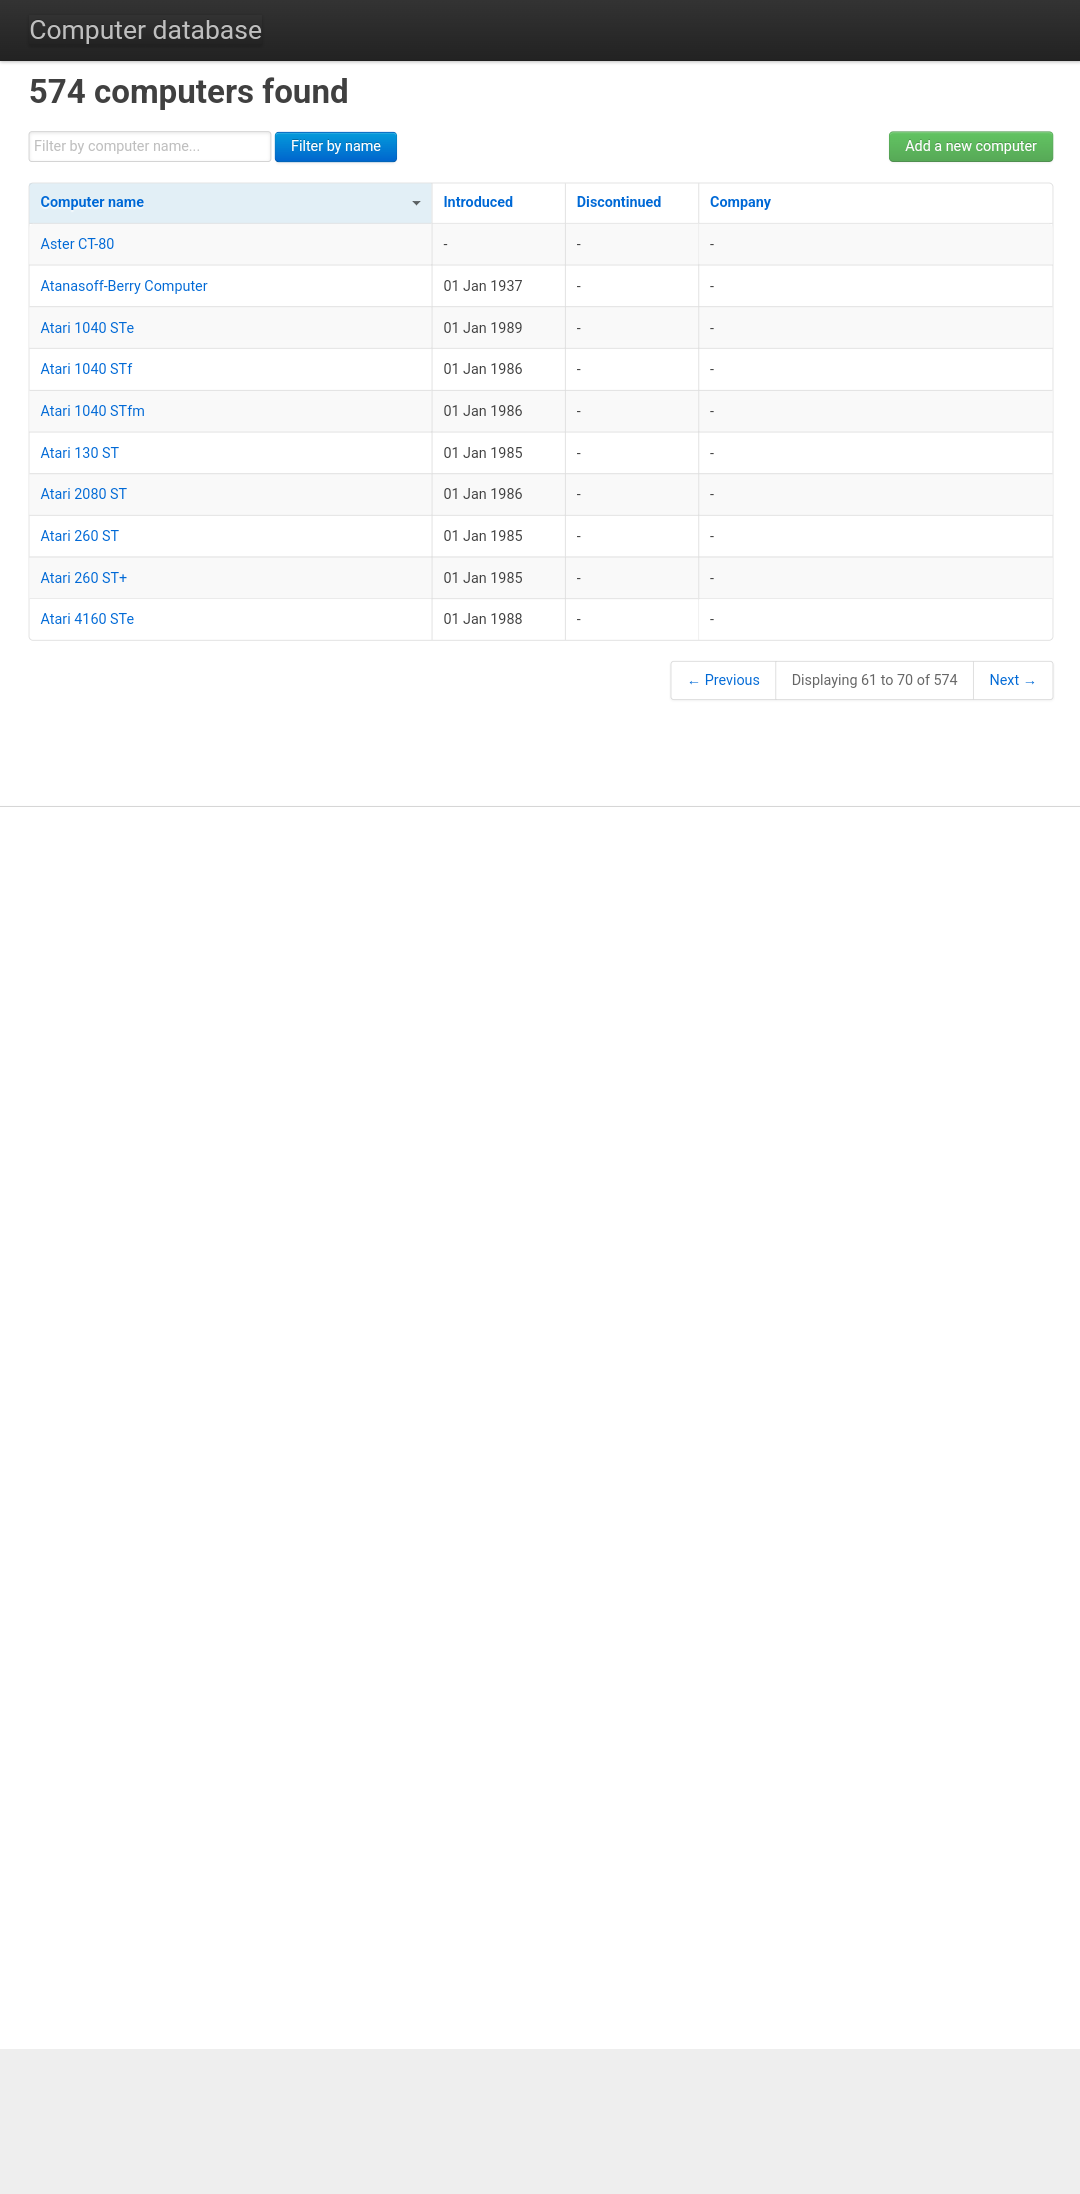 Computer database
574 computers found
Filter by computer name... Filter by name Add a new computer
Computer name Introduced Discontinued Company
Aster CT-80 - - -
Atanasoff-Berry Computer 01 Jan 1937 - -
Atari 1040 STe 01 Jan 1989 - -
Atari 1040 STf 01 Jan 1986 - -
Atari 1040 STfm 01 Jan 1986 - -
Atari 130 ST 01 Jan 1985 - -
Atari 2080 ST 01 Jan 1986 - -
Atari 260 ST 01 Jan 1985 - -
Atari 260 ST+ 01 Jan 1985 - -
Atari 4160 STe 01 Jan 1988 - -
← Previous Displaying 61 to 70 of 574 Next →